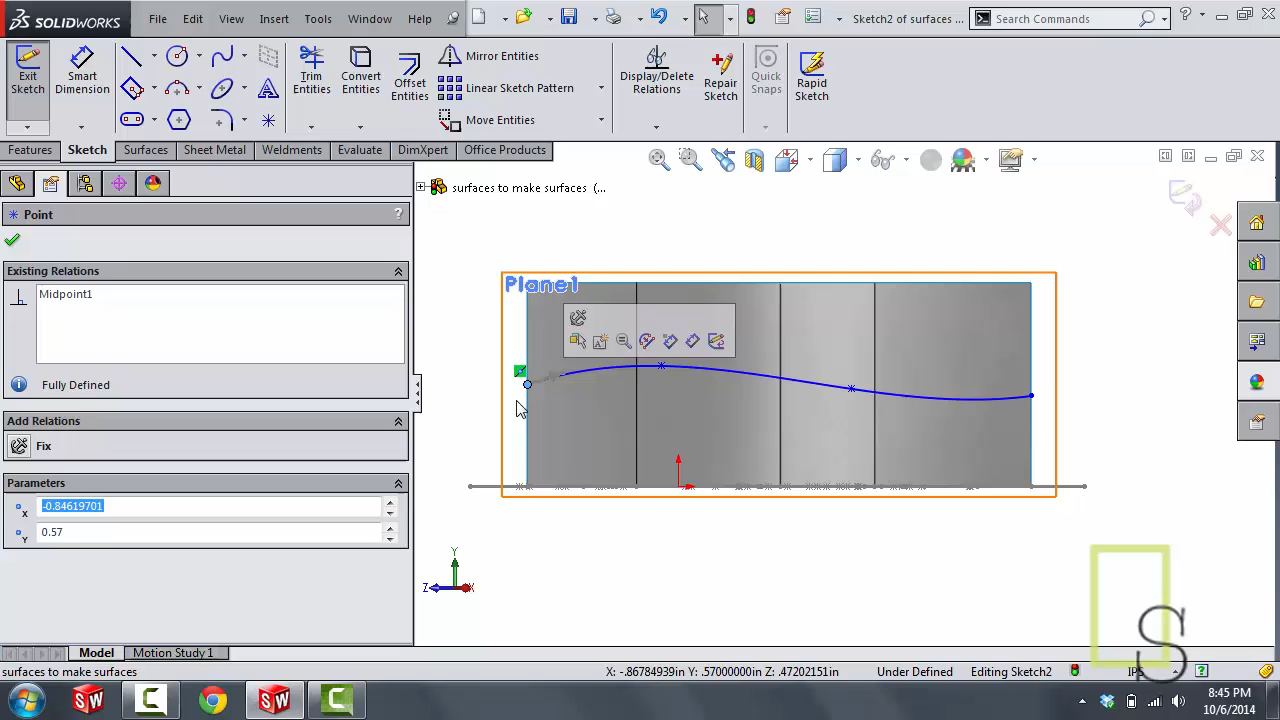 SOLIDWORKS File Edit View Insert Tools Window Help Sketch2 of surfaces ... Search Commands ?
Exit Sketch
Smart Dimension
Trim Entities
Convert Entities
Offset Entities
Mirror Entities
Linear Sketch Pattern
Move Entities
Display/Delete Relations
Repair Sketch
Quick Snaps
Rapid Sketch
Features Sketch Surfaces Sheet Metal Weldments Evaluate DimXpert Office Products
surfaces to make surfaces (...
Point ?
Existing Relations
Midpoint1
Fully Defined
Add Relations
Fix
Parameters
X -0.84619701
Y 0.57
Plane1
Y
Z X
S
Model Motion Study 1
surfaces to make surfaces X: -.86784939in Y: .57000000in Z: .47202151in Under Defined Editing Sketch2 IPS ?
SW SW
8:45 PM
10/6/2014